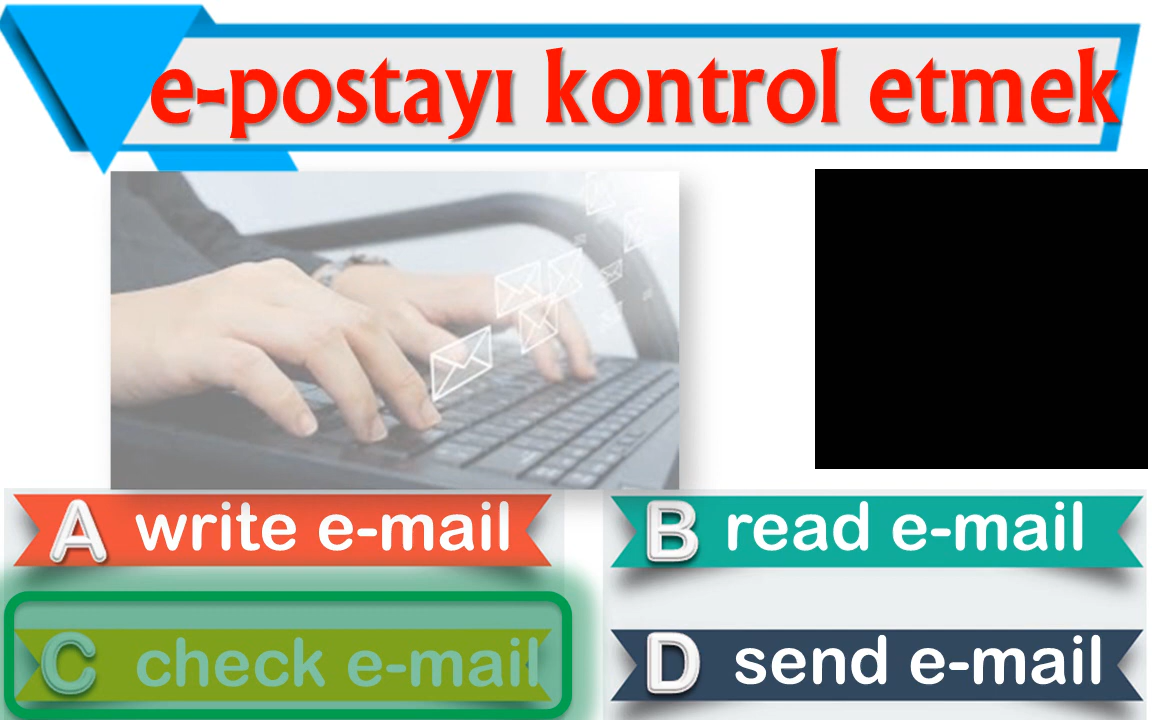 e-postayı kontrol etmek
A write e-mail
B read e-mail
C check e-mail
D send e-mail